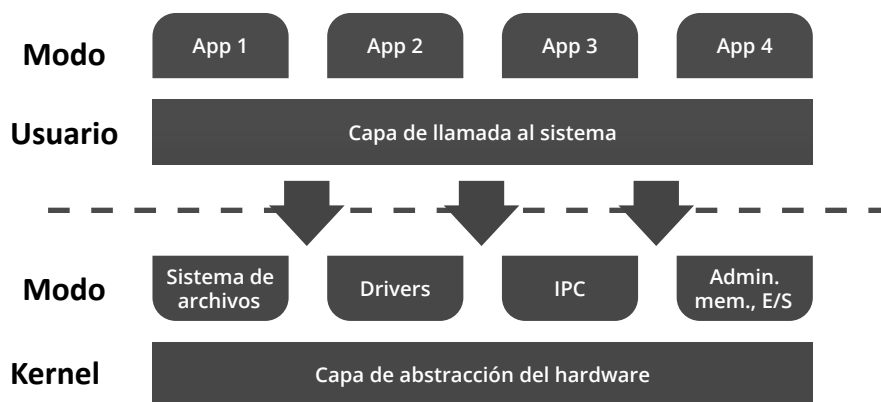 Modo
App 1
App 2
App 3
App 4
Usuario
Capa de llamada al sistema
Modo
Sistema de
archivos
Drivers
IPC
Admin.
mem., E/S
Kernel
Capa de abstracción del hardware